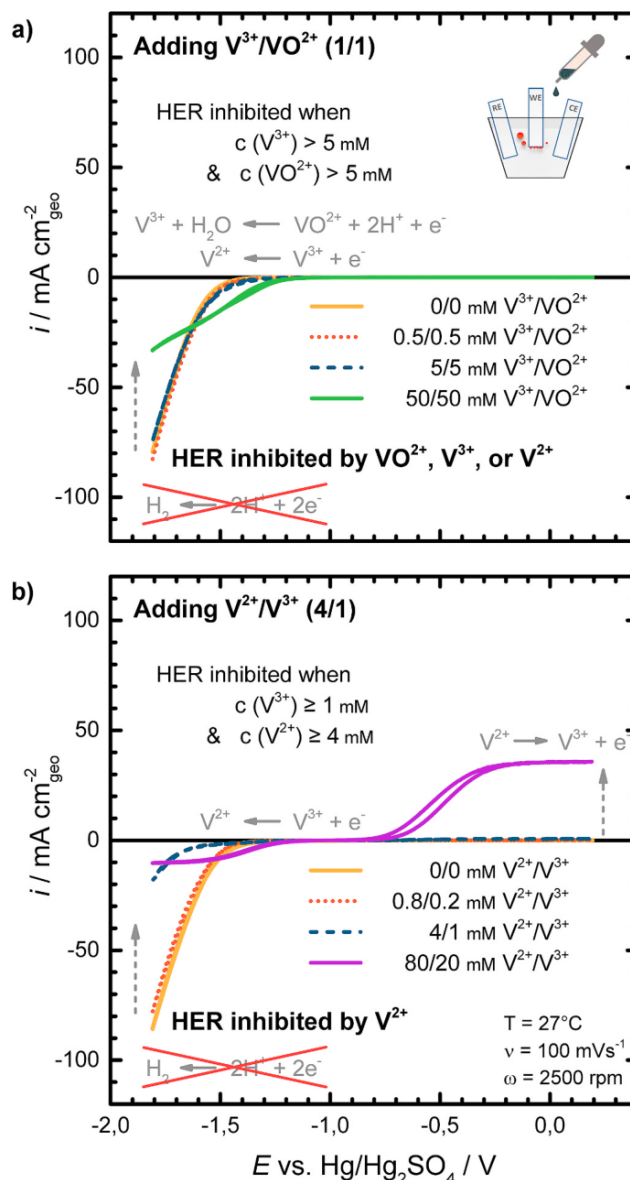 a)
Adding V³⁺/VO²⁺ (1/1)
HER inhibited when
c (V³⁺) > 5 mM
& c (VO²⁺) > 5 mM
RE
WE
CE
V³⁺ + H₂O ← VO²⁺ + 2H⁺ + e⁻
V²⁺ ← V³⁺ + e⁻
0/0 mM V³⁺/VO²⁺
0.5/0.5 mM V³⁺/VO²⁺
5/5 mM V³⁺/VO²⁺
50/50 mM V³⁺/VO²⁺
HER inhibited by VO²⁺, V³⁺, or V²⁺
H₂ ← 2H⁺ + 2e⁻
100
50
0
-50
-100
i / mA cm⁻²geo
b)
Adding V²⁺/V³⁺ (4/1)
HER inhibited when
c (V³⁺) ≥ 1 mM
& c (V²⁺) ≥ 4 mM
V²⁺ → V³⁺ + e⁻
V²⁺ ← V³⁺ + e⁻
0/0 mM V²⁺/V³⁺
0.8/0.2 mM V²⁺/V³⁺
4/1 mM V²⁺/V³⁺
80/20 mM V²⁺/V³⁺
HER inhibited by V²⁺
H₂ ← 2H⁺ + 2e⁻
T = 27°C
ν = 100 mVs⁻¹
ω = 2500 rpm
100
50
0
-50
-100
i / mA cm⁻²geo
-2,0 -1,5 -1,0 -0,5 0,0
E vs. Hg/Hg₂SO₄ / V